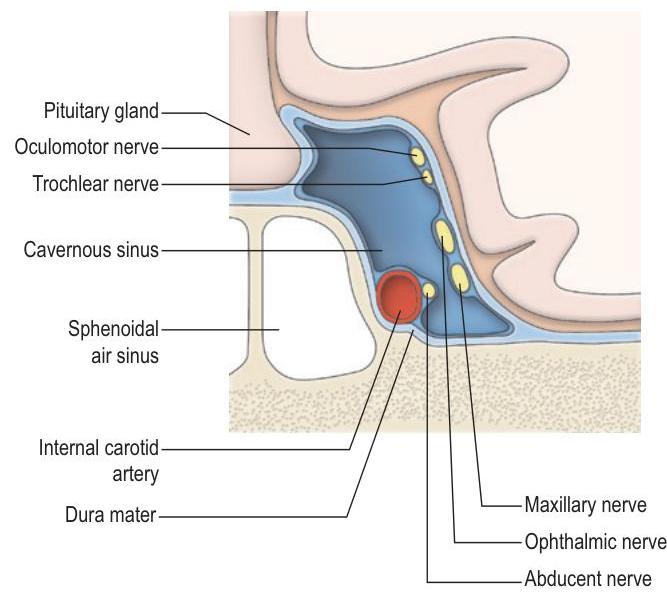 Pituitary gland
Oculomotor nerve
Trochlear nerve
Cavernous sinus
Sphenoidal
air sinus
Internal carotid
artery
Dura mater
Maxillary nerve
Ophthalmic nerve
Abducent nerve